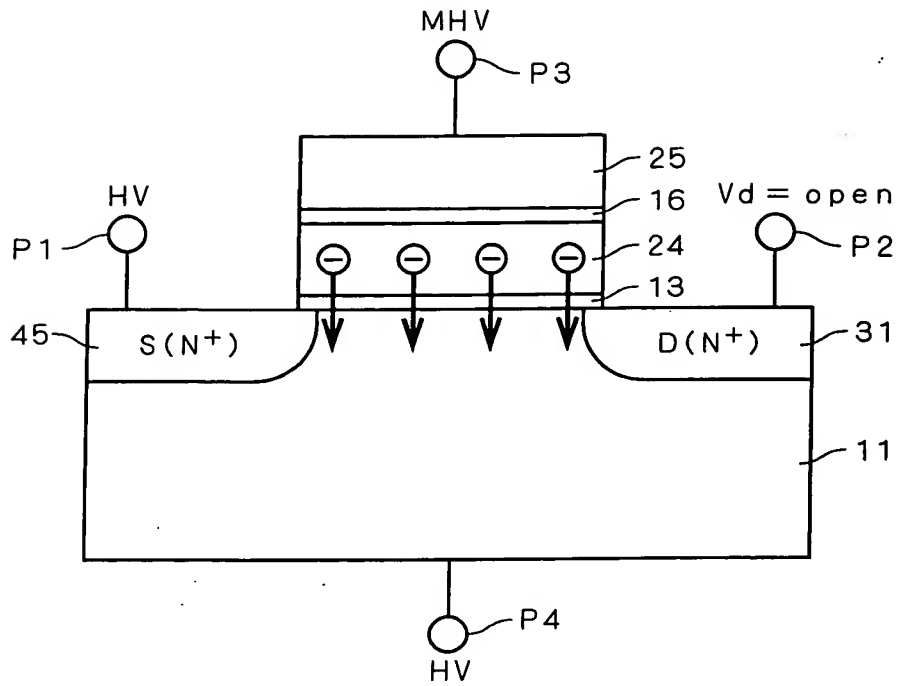 MHV
P3
25
HV
16
Vd=open
P1
24
P2
13
45
S(N+)
D(N+)
31
11
P4
HV